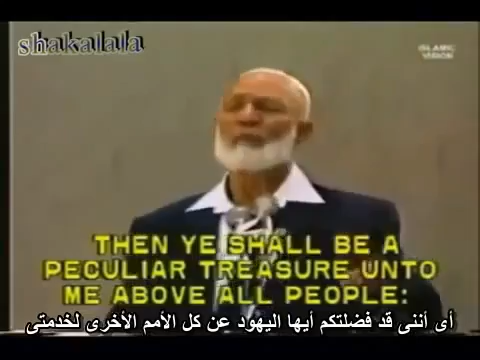 shakalala
ISLAMIC
VISION
THEN YE SHALL BE A
PECULIAR TREASURE UNTO
ME ABOVE ALL PEOPLE:
أى أننى قد فضلتكم أيها اليهود عن كل الأمم الأخرى لخدمتى